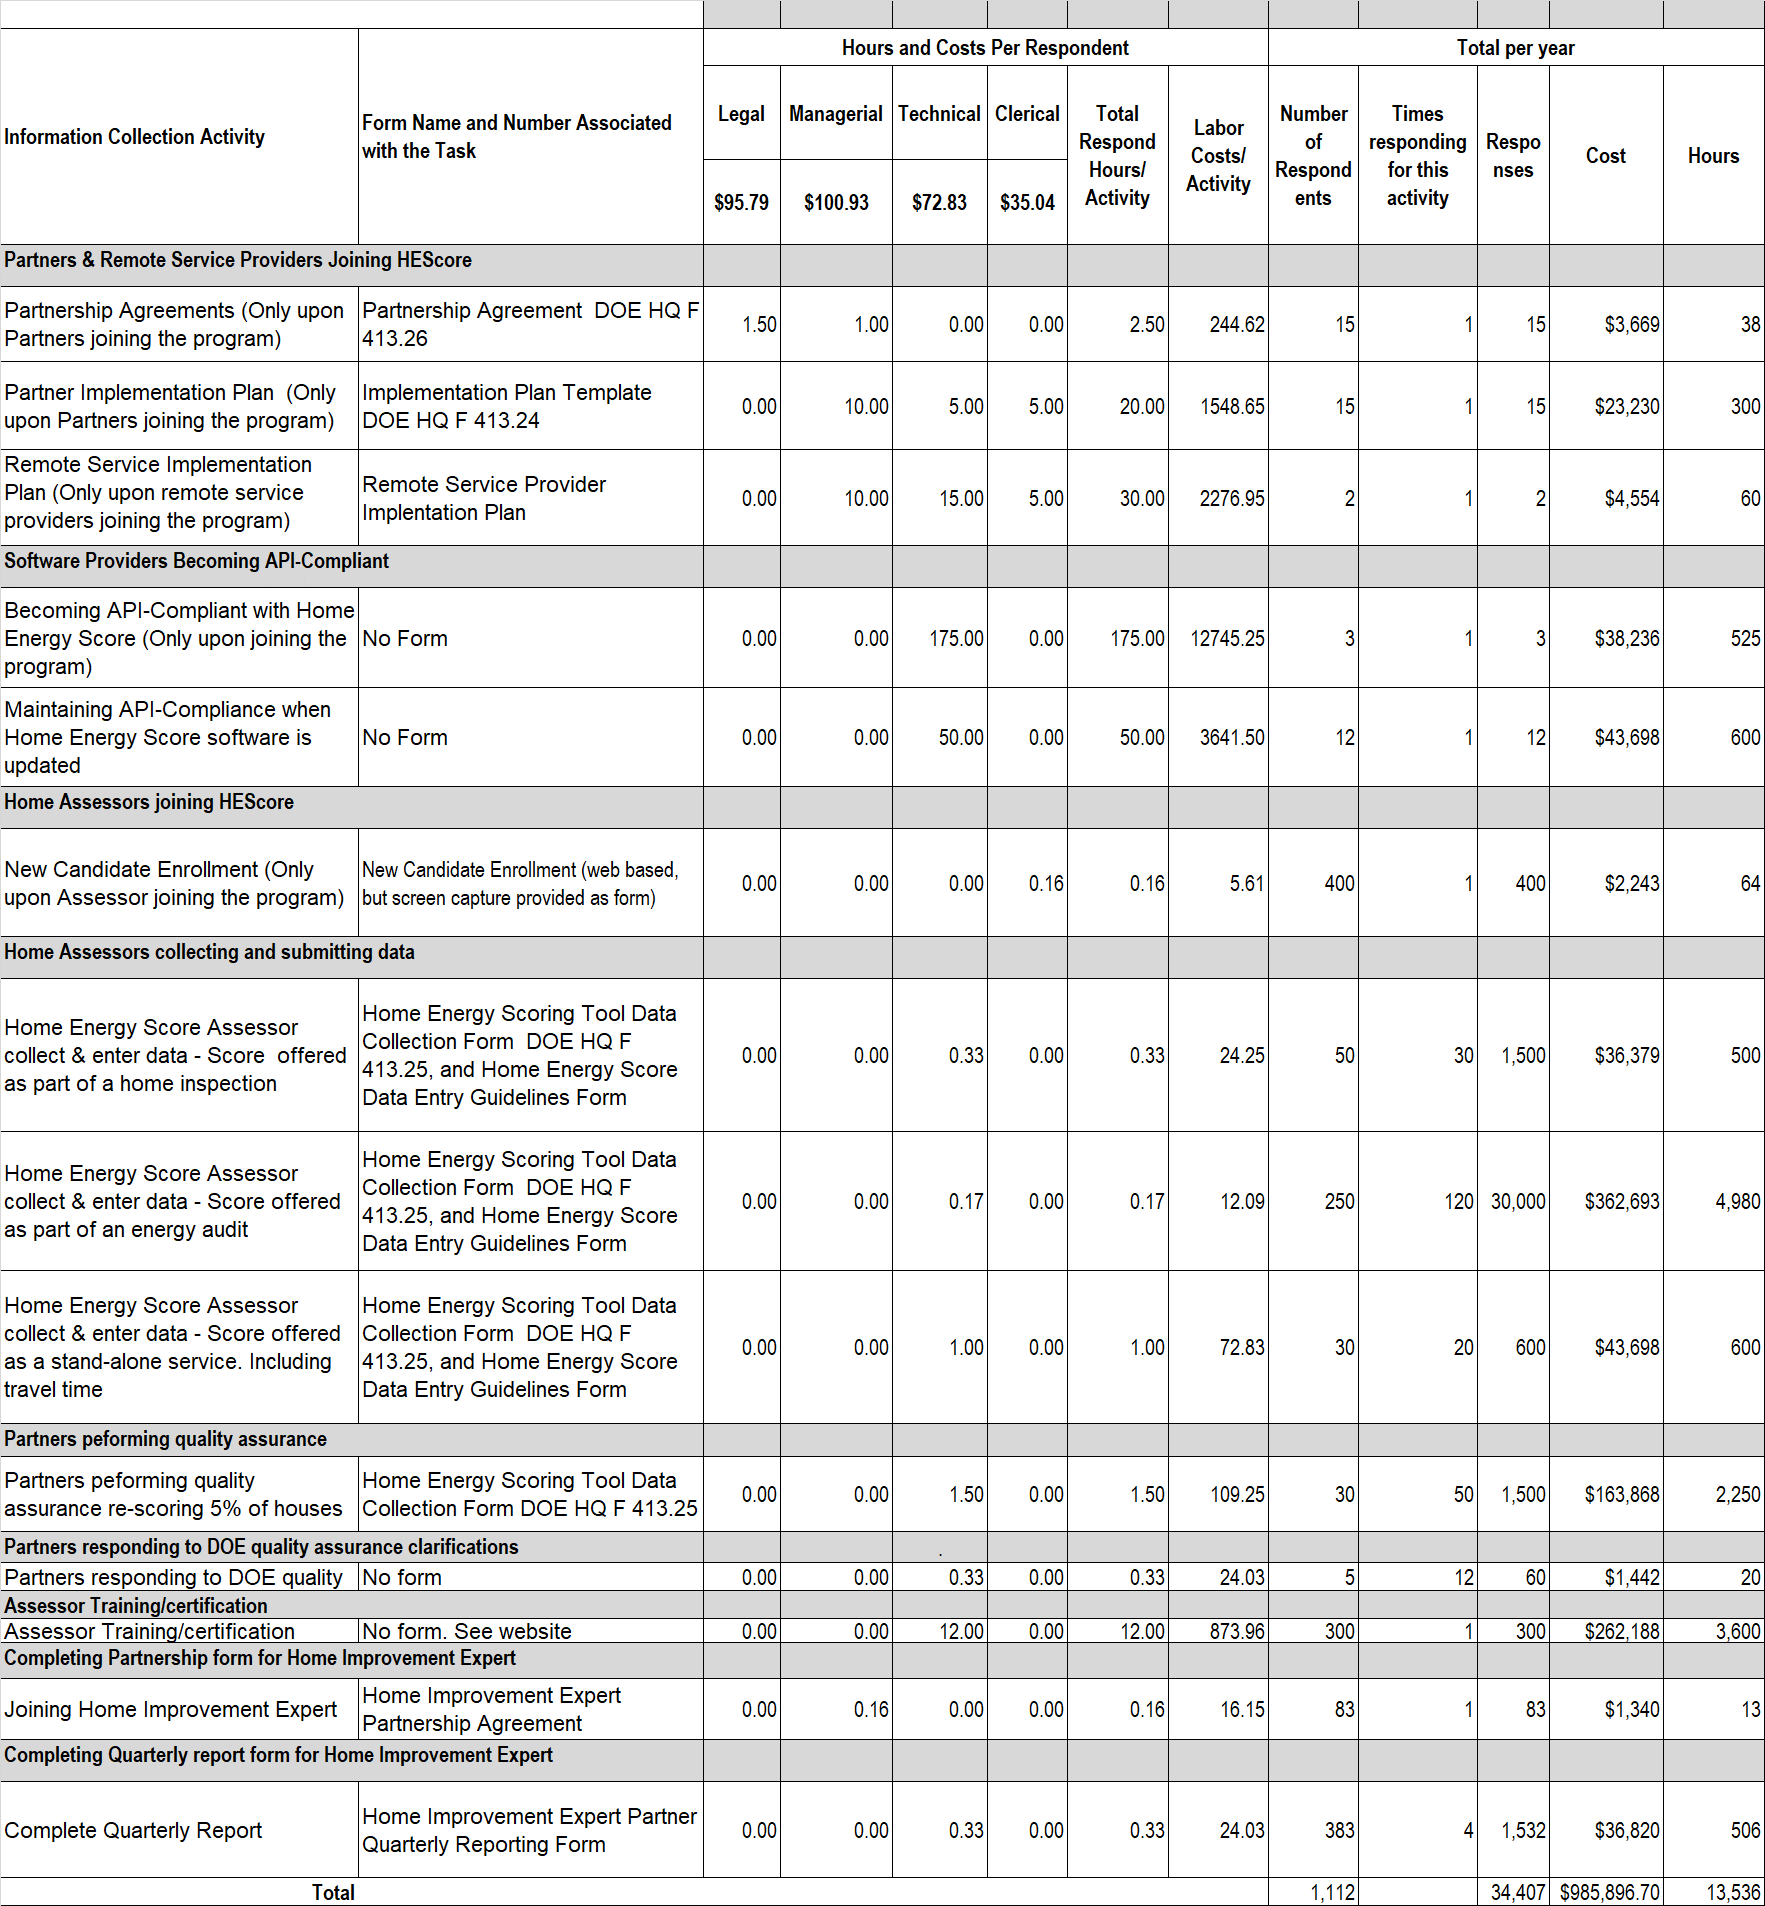 Hours and Costs Per Respondent Total per year
Information Collection Activity Form Name and Number Associated with the Task Legal Managerial Technical Clerical Total Respond Hours/ Activity Labor Costs/ Activity Number of Respond ents Times responding for this activity Respo nses Cost Hours
$95.79 $100.93 $72.83 $35.04
Partners & Remote Service Providers Joining HEScore
Partnership Agreements (Only upon Partners joining the program) Partnership Agreement DOE HQ F 413.26 1.50 1.00 0.00 0.00 2.50 244.62 15 1 15 $3,669 38
Partner Implementation Plan (Only upon Partners joining the program) Implementation Plan Template DOE HQ F 413.24 0.00 10.00 5.00 5.00 20.00 1548.65 15 1 15 $23,230 300
Remote Service Implementation Plan (Only upon remote service providers joining the program) Remote Service Provider Implentation Plan 0.00 10.00 15.00 5.00 30.00 2276.95 2 1 2 $4,554 60
Software Providers Becoming API-Compliant
Becoming API-Compliant with Home Energy Score (Only upon joining the program) No Form 0.00 0.00 175.00 0.00 175.00 12745.25 3 1 3 $38,236 525
Maintaining API-Compliance when Home Energy Score software is updated No Form 0.00 0.00 50.00 0.00 50.00 3641.50 12 1 12 $43,698 600
Home Assessors joining HEScore
New Candidate Enrollment (Only upon Assessor joining the program) New Candidate Enrollment (web based, but screen capture provided as form) 0.00 0.00 0.00 0.16 0.16 5.61 400 1 400 $2,243 64
Home Assessors collecting and submitting data
Home Energy Score Assessor collect & enter data - Score offered as part of a home inspection Home Energy Scoring Tool Data Collection Form DOE HQ F 413.25, and Home Energy Score Data Entry Guidelines Form 0.00 0.00 0.33 0.00 0.33 24.25 50 30 1,500 $36,379 500
Home Energy Score Assessor collect & enter data - Score offered as part of an energy audit Home Energy Scoring Tool Data Collection Form DOE HQ F 413.25, and Home Energy Score Data Entry Guidelines Form 0.00 0.00 0.17 0.00 0.17 12.09 250 120 30,000 $362,693 4,980
Home Energy Score Assessor collect & enter data - Score offered as a stand-alone service. Including travel time Home Energy Scoring Tool Data Collection Form DOE HQ F 413.25, and Home Energy Score Data Entry Guidelines Form 0.00 0.00 1.00 0.00 1.00 72.83 30 20 600 $43,698 600
Partners peforming quality assurance
Partners peforming quality assurance re-scoring 5% of houses Home Energy Scoring Tool Data Collection Form DOE HQ F 413.25 0.00 0.00 1.50 0.00 1.50 109.25 30 50 1,500 $163,868 2,250
Partners responding to DOE quality assurance clarifications .
Partners responding to DOE quality No form 0.00 0.00 0.33 0.00 0.33 24.03 5 12 60 $1,442 20
Assessor Training/certification
Assessor Training/certification No form. See website 0.00 0.00 12.00 0.00 12.00 873.96 300 1 300 $262,188 3,600
Completing Partnership form for Home Improvement Expert
Joining Home Improvement Expert Home Improvement Expert Partnership Agreement 0.00 0.16 0.00 0.00 0.16 16.15 83 1 83 $1,340 13
Completing Quarterly report form for Home Improvement Expert
Complete Quarterly Report Home Improvement Expert Partner Quarterly Reporting Form 0.00 0.00 0.33 0.00 0.33 24.03 383 4 1,532 $36,820 506
Total 1,112 34,407 $985,896.70 13,536